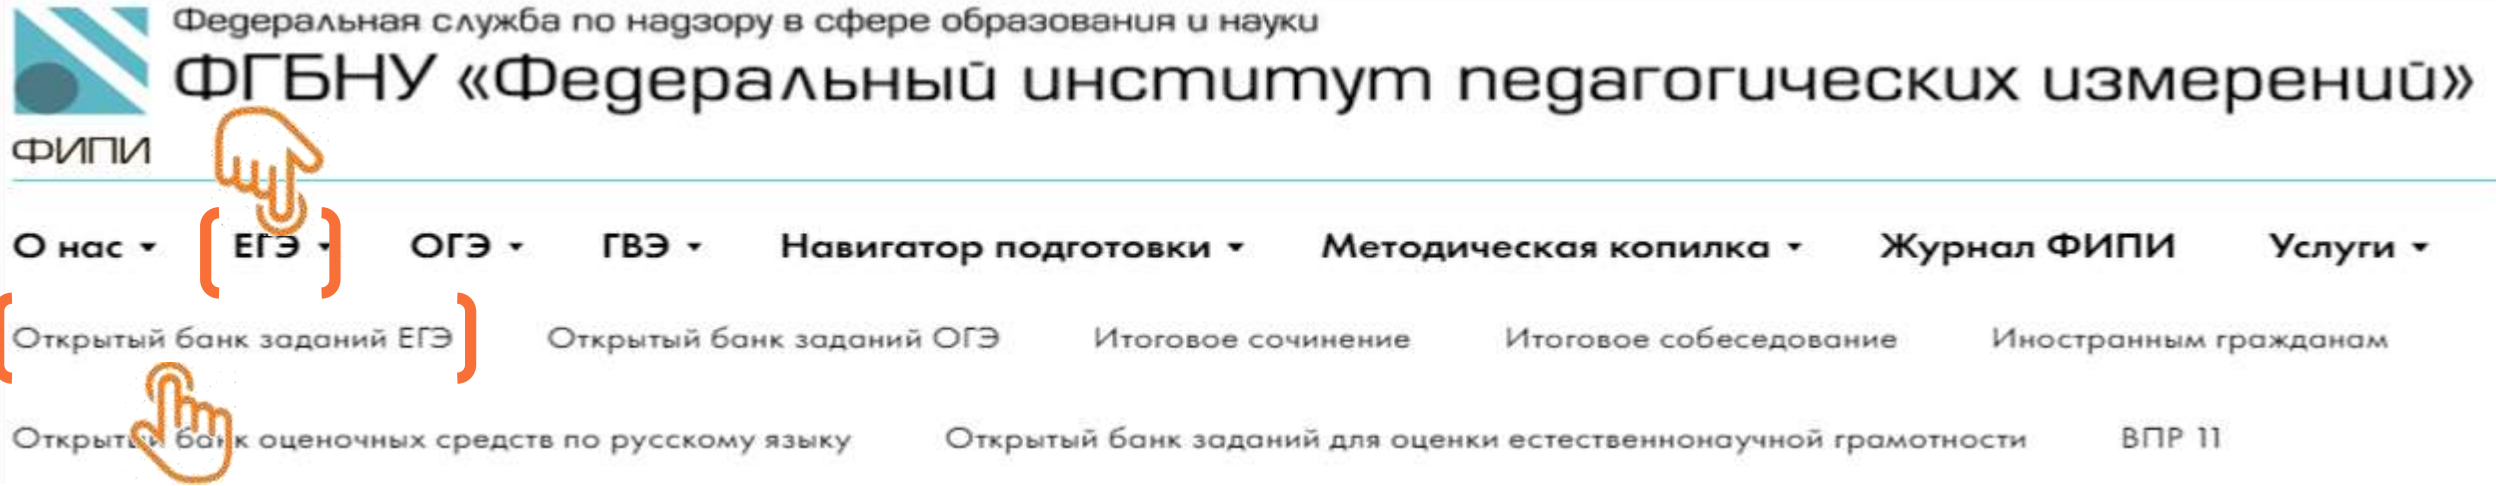 Федеральная служба по надзору в сфере образования и науки
ФГБНУ «Федеральный институт педагогических измерений»
ФИПИ
О нас ЕГЭ ОГЭ ГВЭ Навигатор подготовки Методическая копилка Журнал ФИПИ Услуги
Открытый банк заданий ЕГЭ Открытый банк заданий ОГЭ Итоговое сочинение Итоговое собеседование Иностранным гражданам
Открытый банк оценочных средств по русскому языку Открытый банк заданий для оценки естественнонаучной грамотности ВПР 11